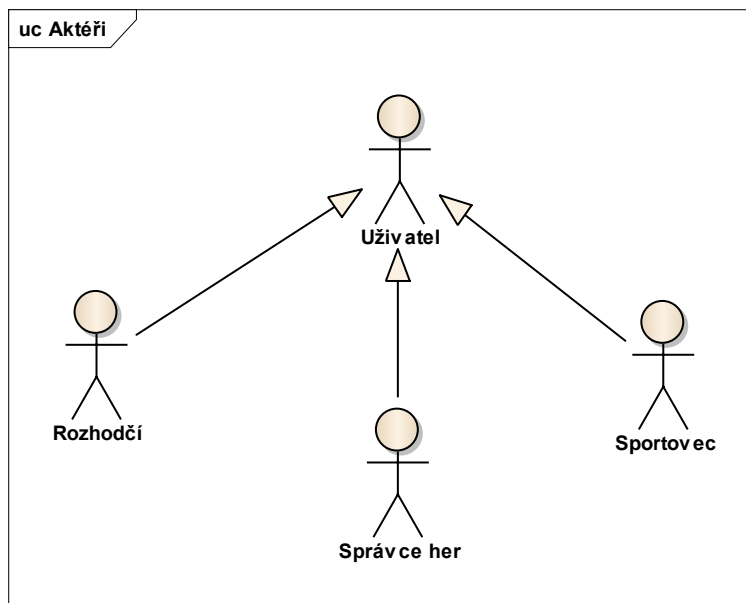 uc Aktéři
Uživatel
Rozhodčí
Sportovec
Správce her